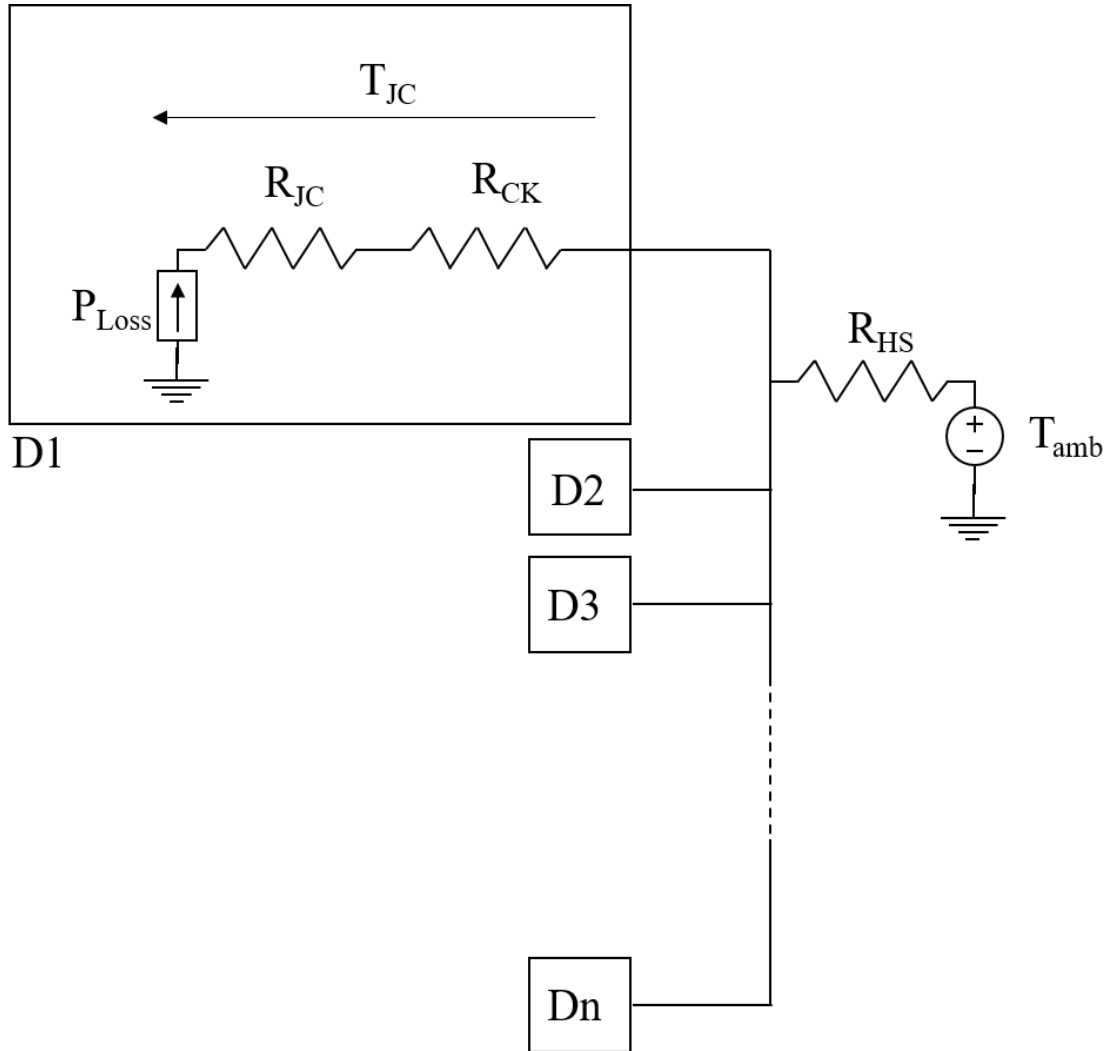 T_JC
R_JC
R_CK
P_Loss
R_HS
+
−
T_amb
D1
D2
D3
Dn